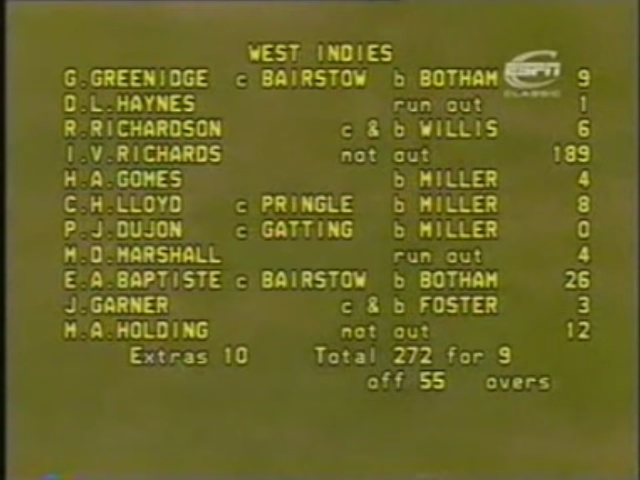 WEST INDIES
G.GREENIDGE c BAIRSTOW b BOTHAM 9
D.L.HAYNES run out 1
R.RICHARDSON c & b WILLIS 6
I.V.RICHARDS not out 189
H.A.GOMES b MILLER 4
C.H.LLOYD c PRINGLE b MILLER 8
P.J.DUJON c GATTING b MILLER 0
M.D.MARSHALL run out 4
E.A.BAPTISTE c BAIRSTOW b BOTHAM 26
J.GARNER c & b FOSTER 3
M.A.HOLDING not out 12
Extras 10 Total 272 for 9
off 55 overs
ESPN
CLASSIC